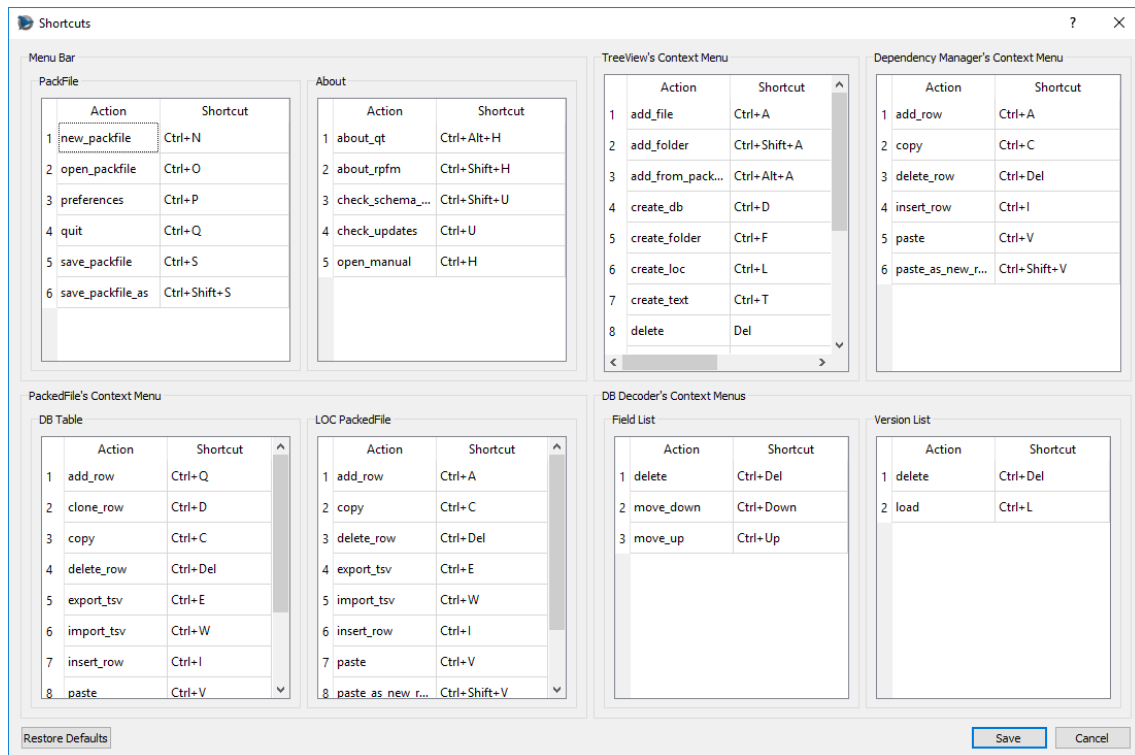 Shortcuts
?
Menu Bar
PackFile
Action Shortcut
1 new_packfile Ctrl+N
2 open_packfile Ctrl+O
3 preferences Ctrl+P
4 quit Ctrl+Q
5 save_packfile Ctrl+S
6 save_packfile_as Ctrl+Shift+S
About
Action Shortcut
1 about_qt Ctrl+Alt+H
2 about_rpfm Ctrl+Shift+H
3 check_schema_... Ctrl+Shift+U
4 check_updates Ctrl+U
5 open_manual Ctrl+H
TreeView's Context Menu
Action Shortcut
1 add_file Ctrl+A
2 add_folder Ctrl+Shift+A
3 add_from_pack... Ctrl+Alt+A
4 create_db Ctrl+D
5 create_folder Ctrl+F
6 create_loc Ctrl+L
7 create_text Ctrl+T
8 delete Del
Dependency Manager's Context Menu
Action Shortcut
1 add_row Ctrl+A
2 copy Ctrl+C
3 delete_row Ctrl+Del
4 insert_row Ctrl+I
5 paste Ctrl+V
6 paste_as_new_r... Ctrl+Shift+V
PackedFile's Context Menu
DB Table
Action Shortcut
1 add_row Ctrl+Q
2 clone_row Ctrl+D
3 copy Ctrl+C
4 delete_row Ctrl+Del
5 export_tsv Ctrl+E
6 import_tsv Ctrl+W
7 insert_row Ctrl+I
8 paste Ctrl+V
LOC PackedFile
Action Shortcut
1 add_row Ctrl+A
2 copy Ctrl+C
3 delete_row Ctrl+Del
4 export_tsv Ctrl+E
5 import_tsv Ctrl+W
6 insert_row Ctrl+I
7 paste Ctrl+V
8 paste_as_new_r... Ctrl+Shift+V
DB Decoder's Context Menus
Field List
Action Shortcut
1 delete Ctrl+Del
2 move_down Ctrl+Down
3 move_up Ctrl+Up
Version List
Action Shortcut
1 delete Ctrl+Del
2 load Ctrl+L
Restore Defaults
Save
Cancel